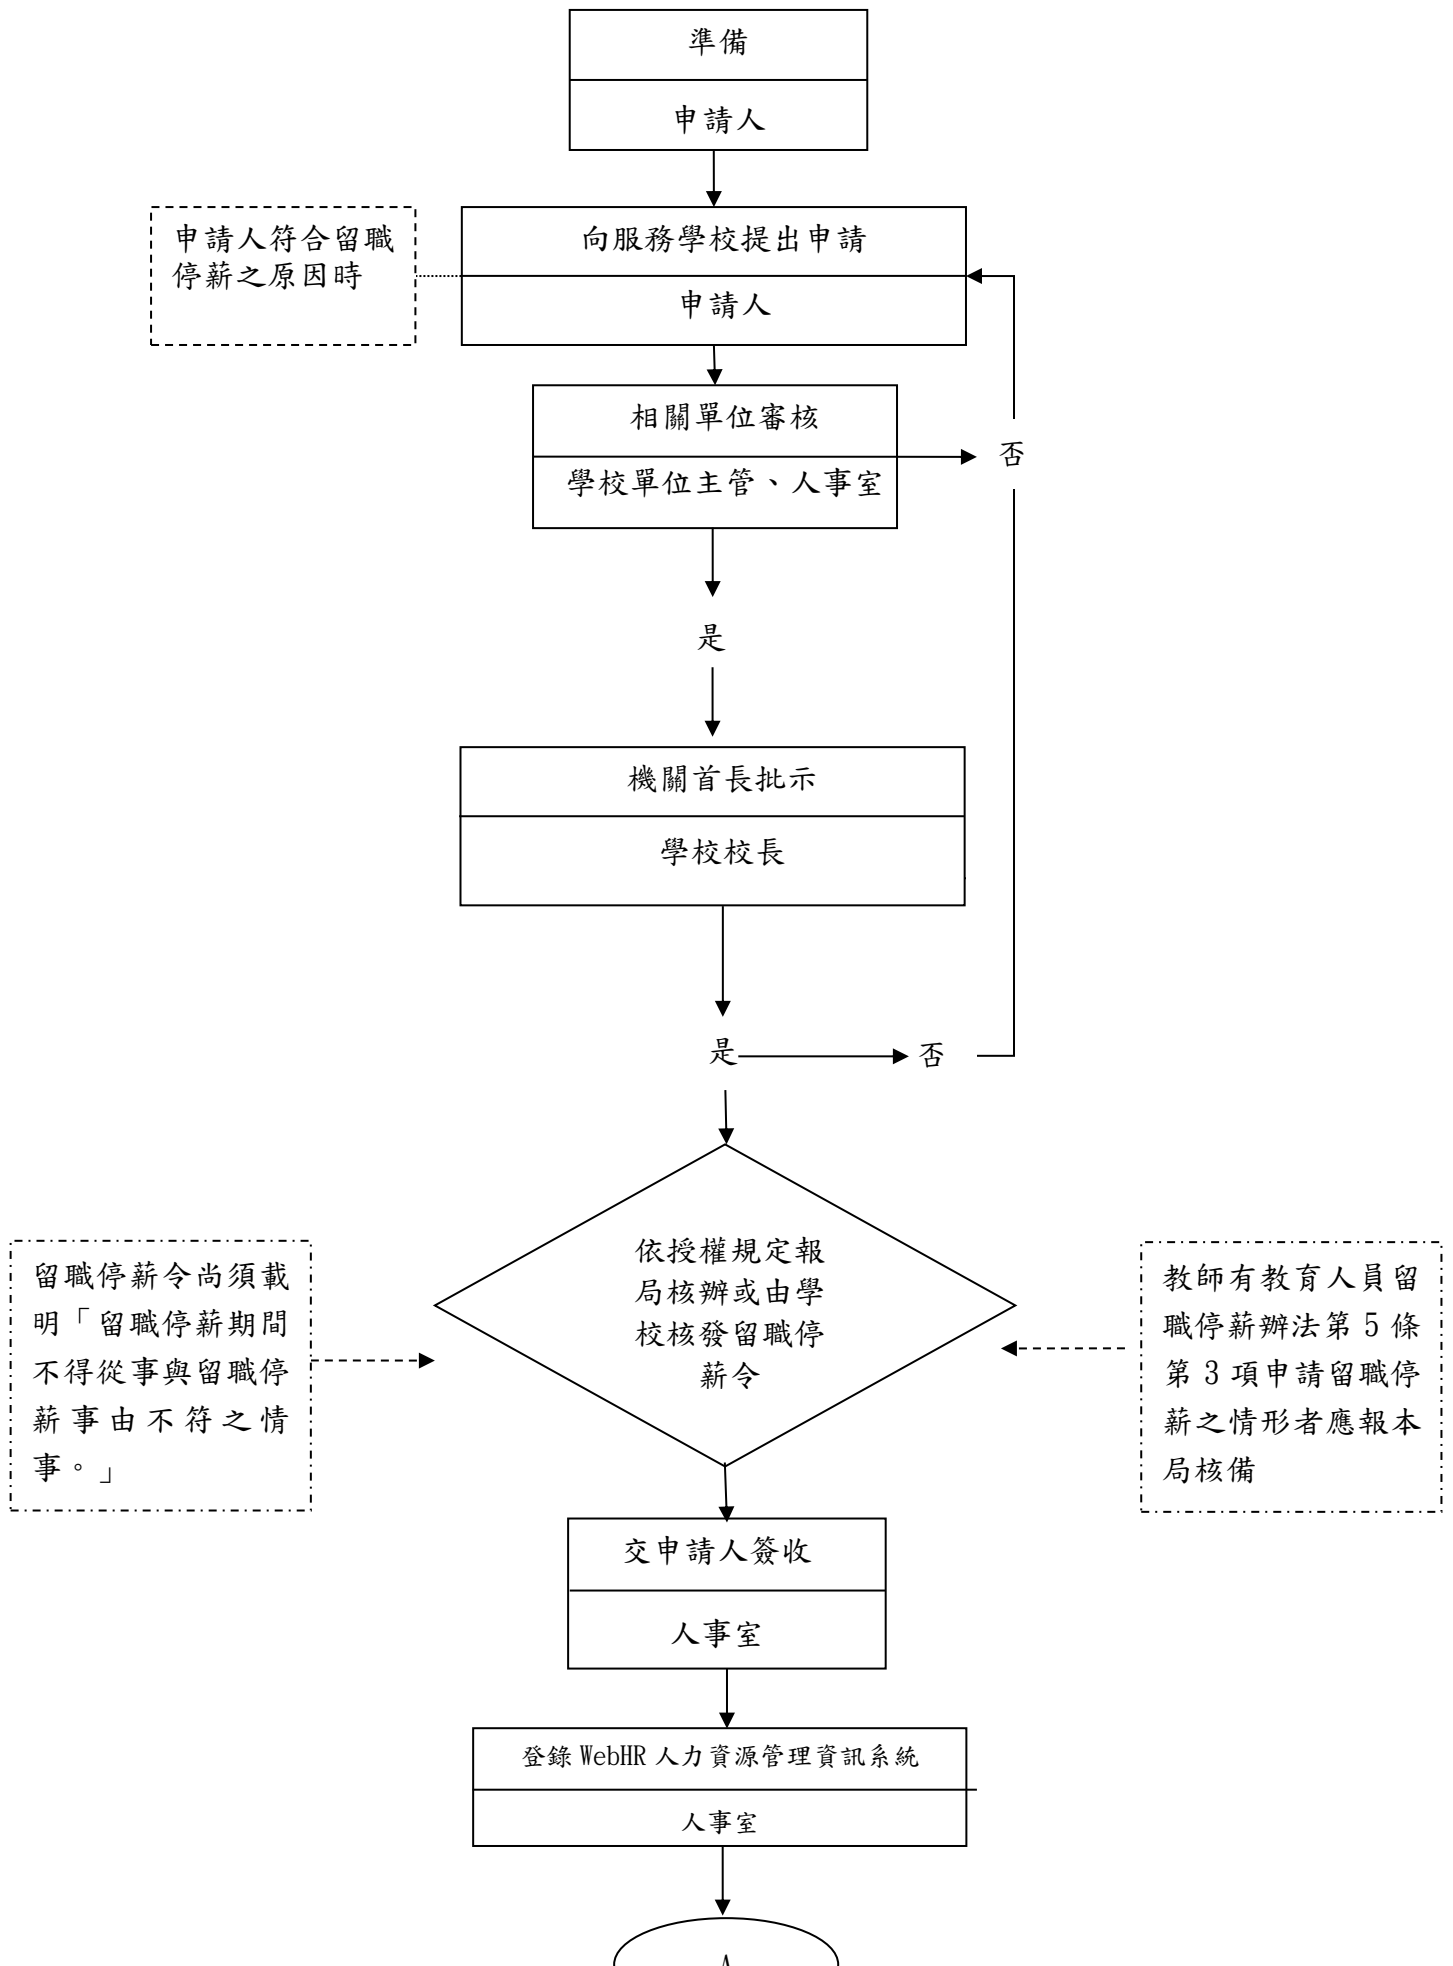 準備
申請人
申請人符合留職
停薪之原因時
向服務學校提出申請
申請人
相關單位審核
學校單位主管、人事室
否
是
機關首長批示
學校校長
是
否
依授權規定報
局核辦或由學
校核發留職停
薪令
留職停薪令尚須載
明「留職停薪期間
不得從事與留職停
薪事由不符之情
事。」
教師有教育人員留
職停薪辦法第 5 條
第 3 項申請留職停
薪之情形者應報本
局核備
交申請人簽收
人事室
登錄 WebHR 人力資源管理資訊系統
人事室
A